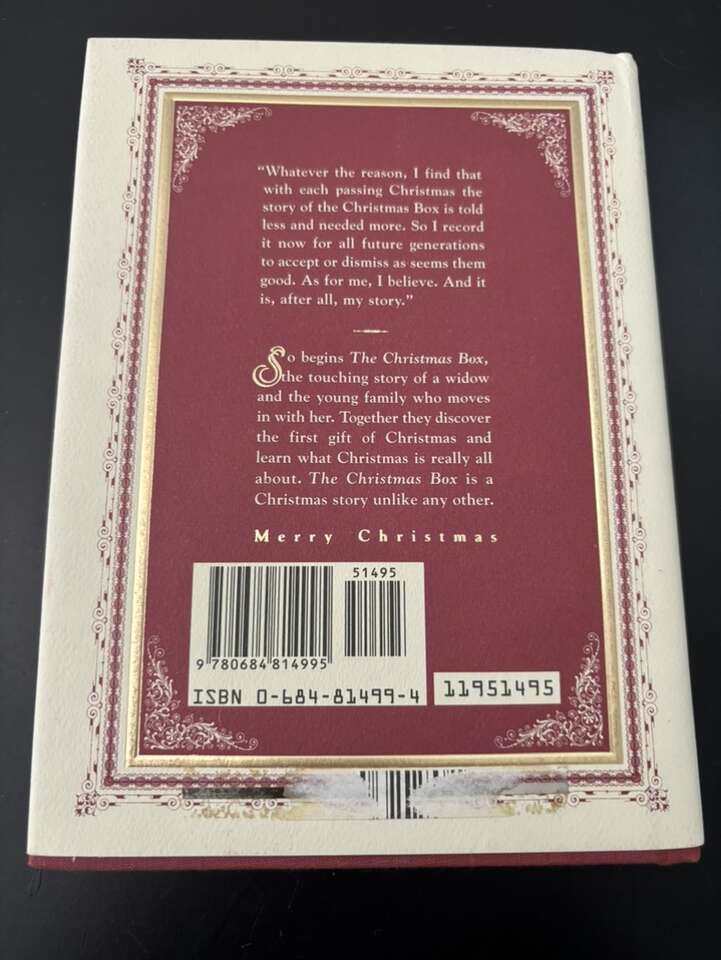 “Whatever the reason, I find that
with each passing Christmas the
story of the Christmas Box is told
less and needed more. So I record
it now for all future generations
to accept or dismiss as seems them
good. As for me, I believe. And it
is, after all, my story.”
So begins The Christmas Box,
the touching story of a widow
and the young family who moves
in with her. Together they discover
the first gift of Christmas and
learn what Christmas is really all
about. The Christmas Box is a
Christmas story unlike any other.
Merry Christmas
51495
9 780684 814995
ISBN 0-684-81499-4
11951495